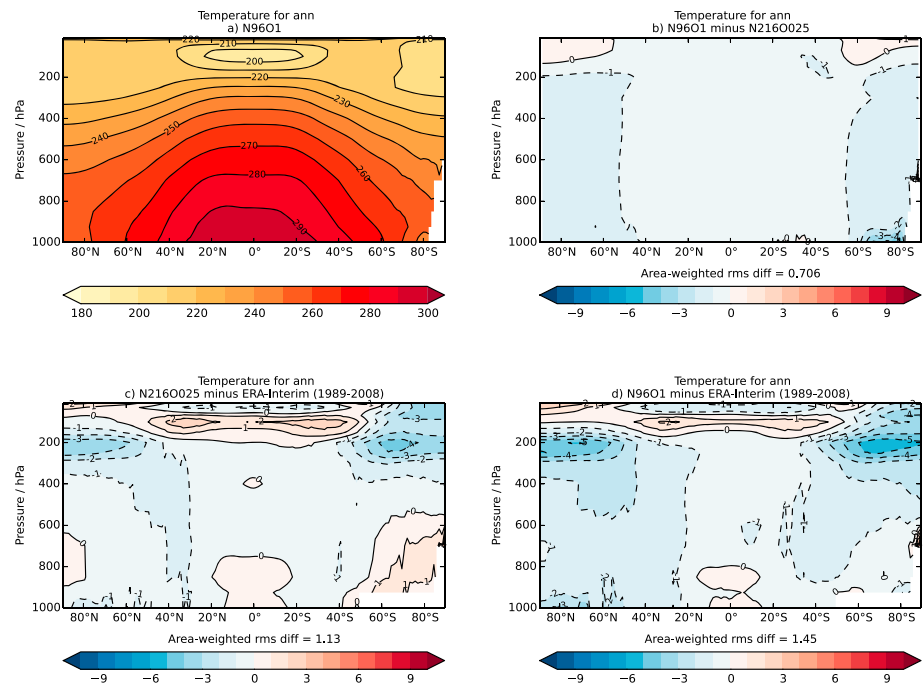 Temperature for ann
a) N96O1
Pressure / hPa
200
400
600
800
1000
80°N 60°N 40°N 20°N 0° 20°S 40°S 60°S 80°S
210
210
200
220
230
240
250
260
270
280
290
180 200 220 240 260 280 300
Temperature for ann
b) N96O1 minus N216O025
Pressure / hPa
200
400
600
800
1000
80°N 60°N 40°N 20°N 0° 20°S 40°S 60°S 80°S
Area-weighted rms diff = 0.706
−9 −6 −3 0 3 6 9
Temperature for ann
c) N216O025 minus ERA-Interim (1989-2008)
Pressure / hPa
200
400
600
800
1000
80°N 60°N 40°N 20°N 0° 20°S 40°S 60°S 80°S
Area-weighted rms diff = 1.13
−9 −6 −3 0 3 6 9
Temperature for ann
d) N96O1 minus ERA-Interim (1989-2008)
Pressure / hPa
200
400
600
800
1000
80°N 60°N 40°N 20°N 0° 20°S 40°S 60°S 80°S
Area-weighted rms diff = 1.45
−9 −6 −3 0 3 6 9